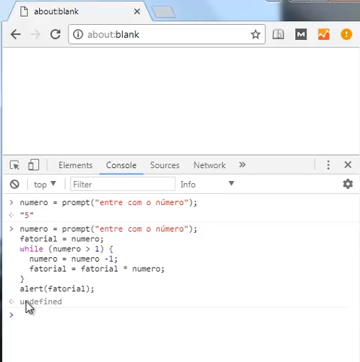 about:blank
about:blank
Elements Console Sources Network »
top Filter Info
> numero = prompt("entre com o número");
"5"
> numero = prompt("entre com o número");
fatorial = numero;
while (numero > 1) {
numero = numero -1;
fatorial = fatorial * numero;
}
alert(fatorial);
undefined
>